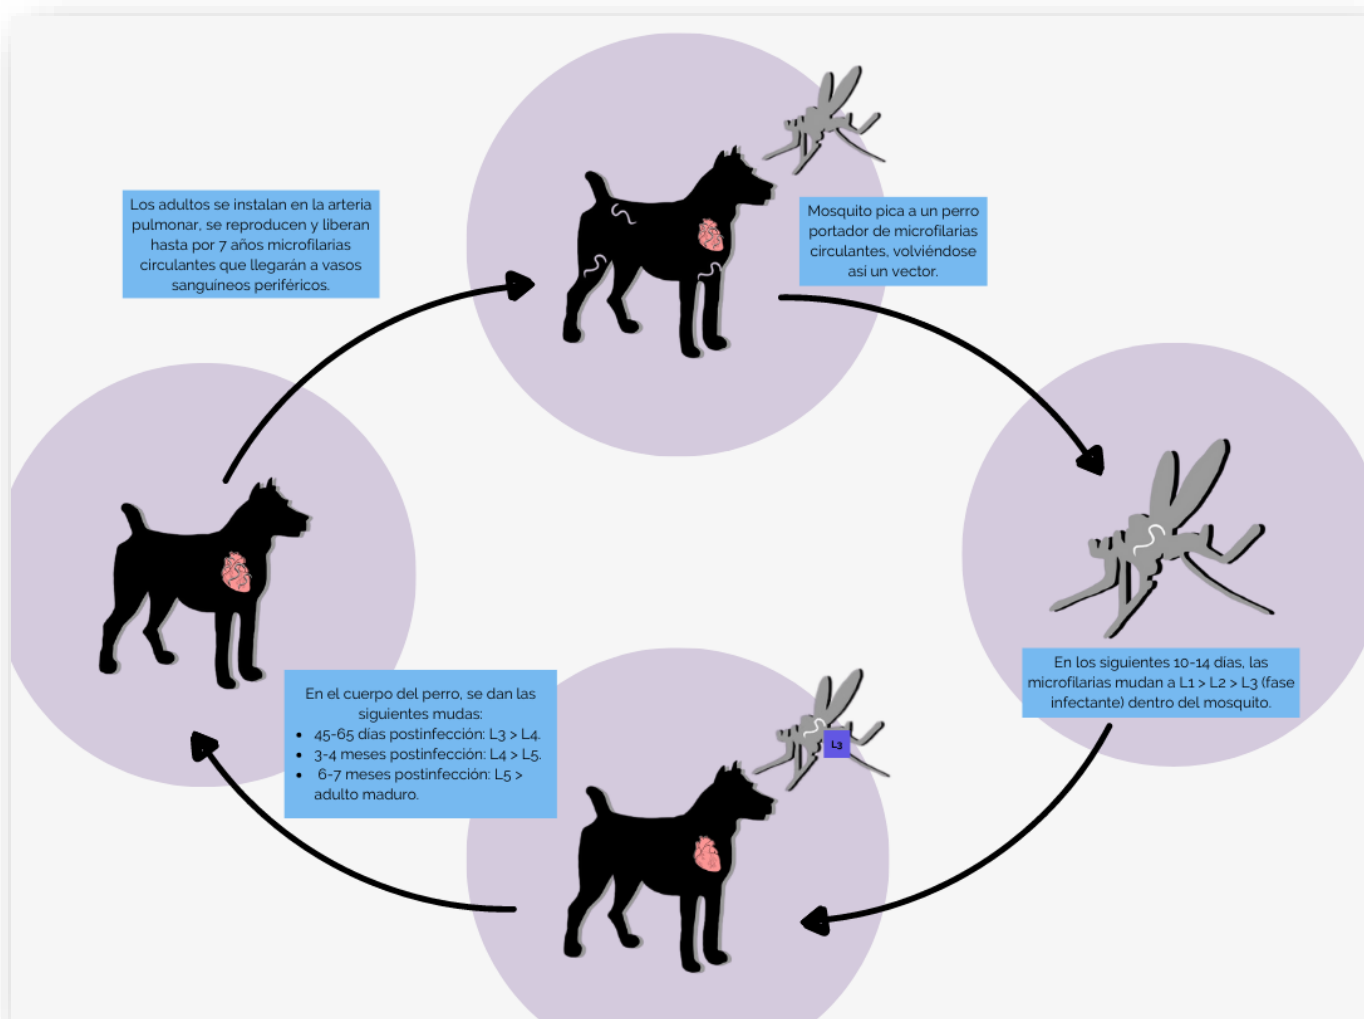 Los adultos se instalan en la arteria
pulmonar, se reproducen y liberan
hasta por 7 años microfilarias
circulantes que llegarán a vasos
sanguíneos periféricos.
Mosquito pica a un perro
portador de microfilarias
circulantes, volviéndose
asi un vector.
En los siguientes 10-14 días, las
microfilarias mudan a L1 > L2 > L3 (fase
infectante) dentro del mosquito.
En el cuerpo del perro, se dan las
siguientes mudas:
• 45-65 días postinfección: L3 > L4.
• 3-4 meses postinfección: L4 > L5.
• 6-7 meses postinfección: L5 >
adulto maduro.
L3